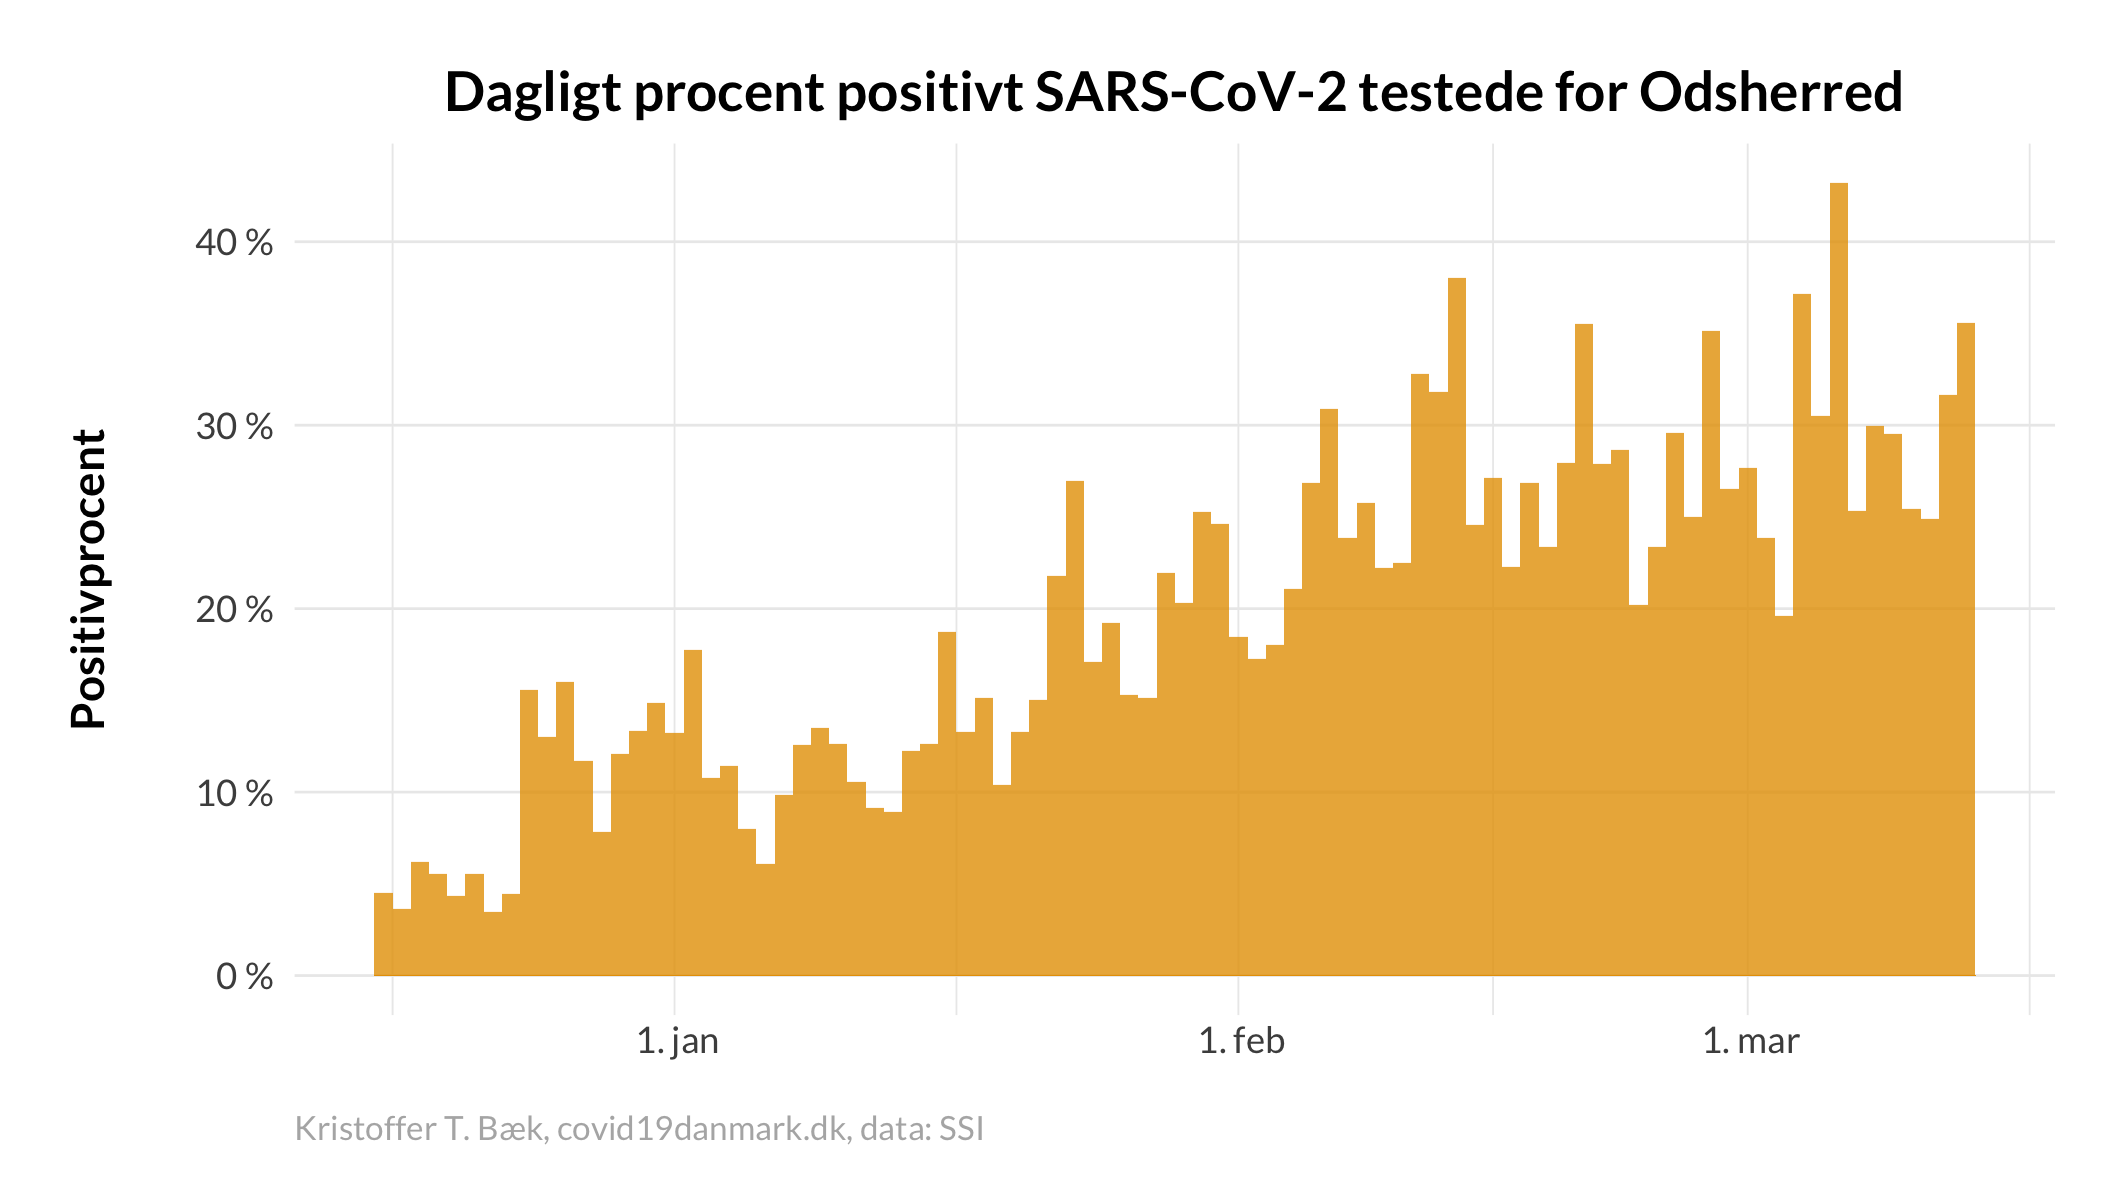 Dagligt procent positivt SARS-CoV-2 testede for Odsherred
Positivprocent
40 %
30 %
20 %
10 %
0 %
1. jan
1. feb
1. mar
Kristoffer T. Bæk, covid19danmark.dk, data: SSI